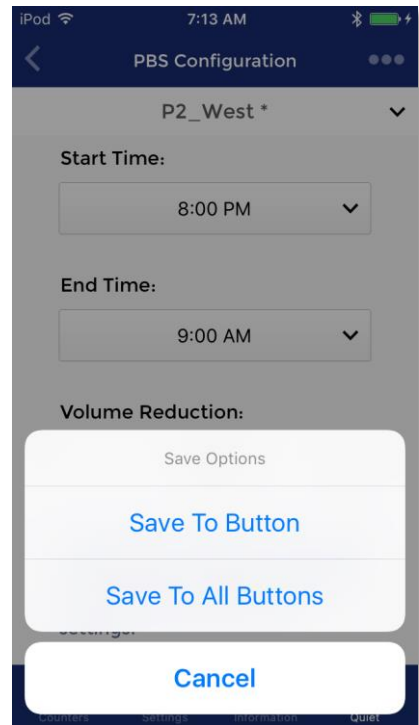 iPod 7:13 AM
PBS Configuration
P2_West *
Start Time:
8:00 PM
End Time:
9:00 AM
Volume Reduction:
Save Options
Save To Button
Save To All Buttons
settings.
Cancel
Counters Settings Information Quiet